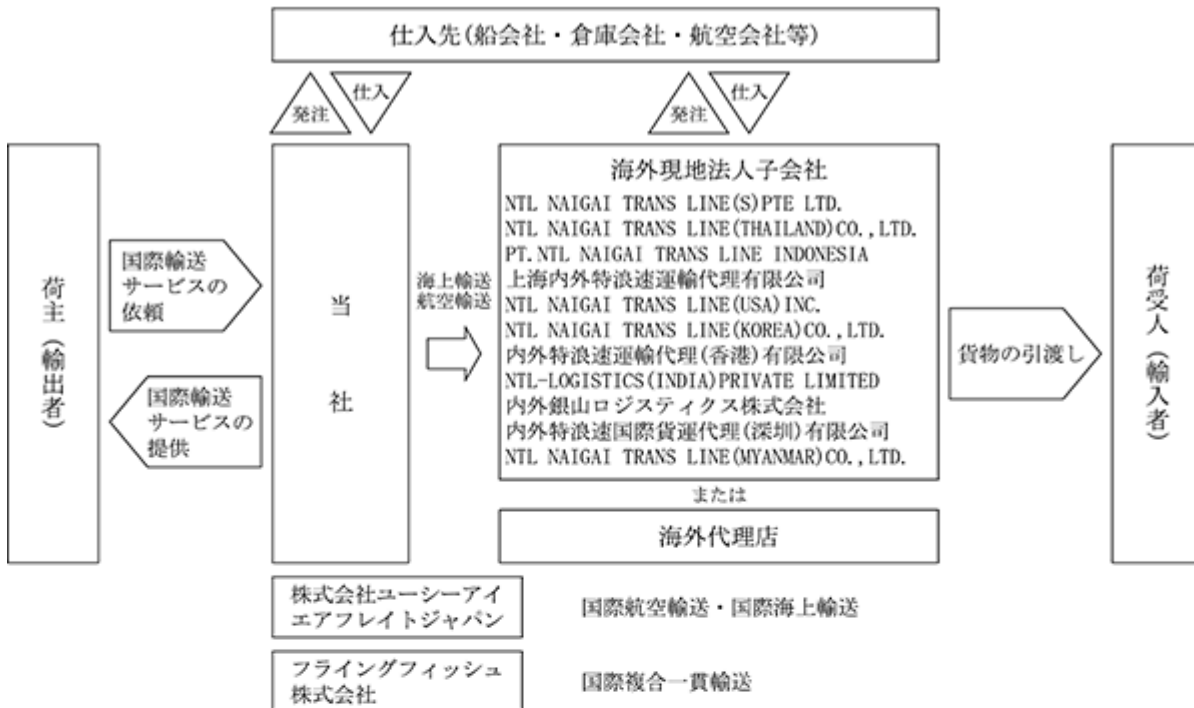 仕入先(船会社・倉庫会社・航空会社等)
発注
仕入
発注
仕入
荷主(輸出者)
国際輸送
サービスの
依頼
国際輸送
サービスの
提供
当社
海上輸送
航空輸送
海外現地法人子会社
NTL NAIGAI TRANS LINE(S)PTE LTD.
NTL NAIGAI TRANS LINE(THAILAND)CO.,LTD.
PT.NTL NAIGAI TRANS LINE INDONESIA
上海内外特浪速運輸代理有限公司
NTL NAIGAI TRANS LINE(USA)INC.
NTL NAIGAI TRANS LINE(KOREA)CO.,LTD.
内外特浪速運輸代理(香港)有限公司
NTL-LOGISTICS(INDIA)PRIVATE LIMITED
内外銀山ロジスティクス株式会社
内外特浪速国際貨運代理(深圳)有限公司
NTL NAIGAI TRANS LINE(MYANMAR)CO.,LTD.
または
海外代理店
貨物の引渡し
荷受人(輸入者)
株式会社ユーシーアイ
エアフレイトジャパン
国際航空輸送・国際海上輸送
フライングフィッシュ
株式会社
国際複合一貫輸送